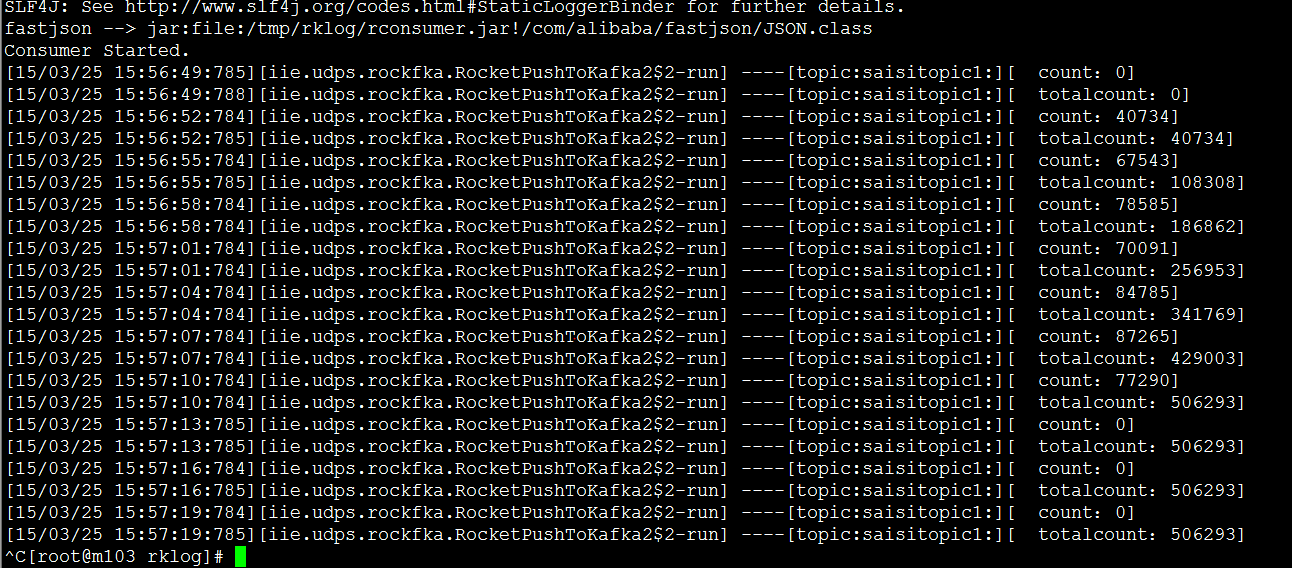 SLF4J: See http://www.slf4j.org/codes.html#StaticLoggerBinder for further details.
fastjson --> jar:file:/tmp/rklog/rconsumer.jar!/com/alibaba/fastjson/JSON.class
Consumer Started.
[15/03/25 15:56:49:785][iie.udps.rockfka.RocketPushToKafka2$2-run] ----[topic:saisitopic1:][  count：0]
[15/03/25 15:56:49:788][iie.udps.rockfka.RocketPushToKafka2$2-run] ----[topic:saisitopic1:][  totalcount：0]
[15/03/25 15:56:52:784][iie.udps.rockfka.RocketPushToKafka2$2-run] ----[topic:saisitopic1:][  count：40734]
[15/03/25 15:56:52:785][iie.udps.rockfka.RocketPushToKafka2$2-run] ----[topic:saisitopic1:][  totalcount：40734]
[15/03/25 15:56:55:784][iie.udps.rockfka.RocketPushToKafka2$2-run] ----[topic:saisitopic1:][  count：67543]
[15/03/25 15:56:55:785][iie.udps.rockfka.RocketPushToKafka2$2-run] ----[topic:saisitopic1:][  totalcount：108308]
[15/03/25 15:56:58:784][iie.udps.rockfka.RocketPushToKafka2$2-run] ----[topic:saisitopic1:][  count：78585]
[15/03/25 15:56:58:784][iie.udps.rockfka.RocketPushToKafka2$2-run] ----[topic:saisitopic1:][  totalcount：186862]
[15/03/25 15:57:01:784][iie.udps.rockfka.RocketPushToKafka2$2-run] ----[topic:saisitopic1:][  count：70091]
[15/03/25 15:57:01:784][iie.udps.rockfka.RocketPushToKafka2$2-run] ----[topic:saisitopic1:][  totalcount：256953]
[15/03/25 15:57:04:784][iie.udps.rockfka.RocketPushToKafka2$2-run] ----[topic:saisitopic1:][  count：84785]
[15/03/25 15:57:04:784][iie.udps.rockfka.RocketPushToKafka2$2-run] ----[topic:saisitopic1:][  totalcount：341769]
[15/03/25 15:57:07:784][iie.udps.rockfka.RocketPushToKafka2$2-run] ----[topic:saisitopic1:][  count：87265]
[15/03/25 15:57:07:784][iie.udps.rockfka.RocketPushToKafka2$2-run] ----[topic:saisitopic1:][  totalcount：429003]
[15/03/25 15:57:10:784][iie.udps.rockfka.RocketPushToKafka2$2-run] ----[topic:saisitopic1:][  count：77290]
[15/03/25 15:57:10:784][iie.udps.rockfka.RocketPushToKafka2$2-run] ----[topic:saisitopic1:][  totalcount：506293]
[15/03/25 15:57:13:785][iie.udps.rockfka.RocketPushToKafka2$2-run] ----[topic:saisitopic1:][  count：0]
[15/03/25 15:57:13:785][iie.udps.rockfka.RocketPushToKafka2$2-run] ----[topic:saisitopic1:][  totalcount：506293]
[15/03/25 15:57:16:784][iie.udps.rockfka.RocketPushToKafka2$2-run] ----[topic:saisitopic1:][  count：0]
[15/03/25 15:57:16:785][iie.udps.rockfka.RocketPushToKafka2$2-run] ----[topic:saisitopic1:][  totalcount：506293]
[15/03/25 15:57:19:784][iie.udps.rockfka.RocketPushToKafka2$2-run] ----[topic:saisitopic1:][  count：0]
[15/03/25 15:57:19:785][iie.udps.rockfka.RocketPushToKafka2$2-run] ----[topic:saisitopic1:][  totalcount：506293]
^C[root@m103 rklog]#